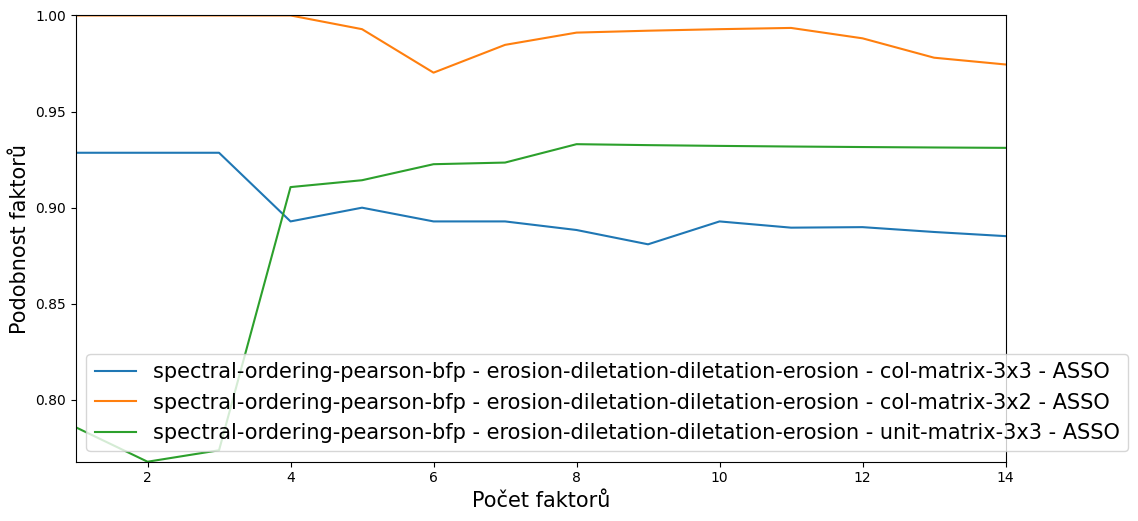 1.00
0.95
0.90
0.85
0.80
Podobnost faktorů
spectral-ordering-pearson-bfp - erosion-diletation-diletation-erosion - col-matrix-3x3 - ASSO
spectral-ordering-pearson-bfp - erosion-diletation-diletation-erosion - col-matrix-3x2 - ASSO
spectral-ordering-pearson-bfp - erosion-diletation-diletation-erosion - unit-matrix-3x3 - ASSO
2 4 6 8 10 12 14
Počet faktorů